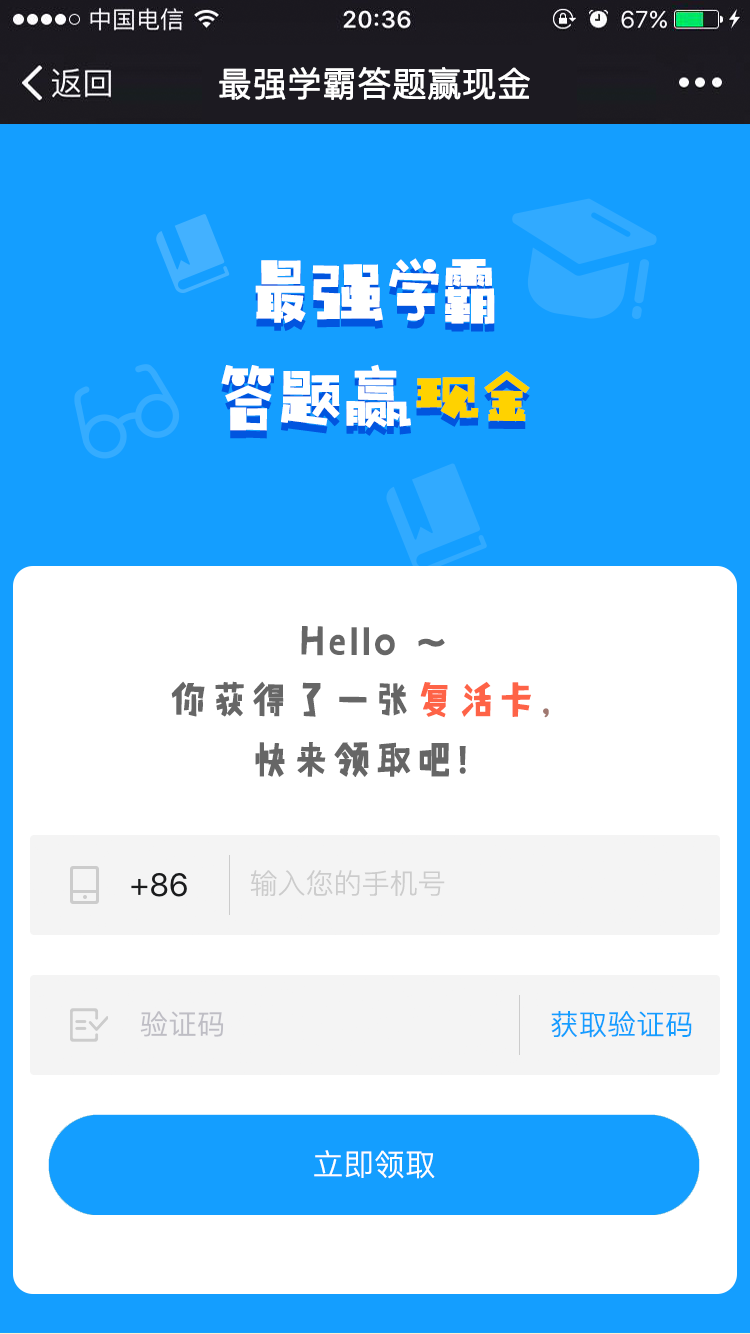 中国电信 20:36 67%
返回 最强学霸答题赢现金
最强学霸
答题赢现金
Hello ~
你获得了一张复活卡,
快来领取吧!
+86 输入您的手机号
验证码 获取验证码
立即领取